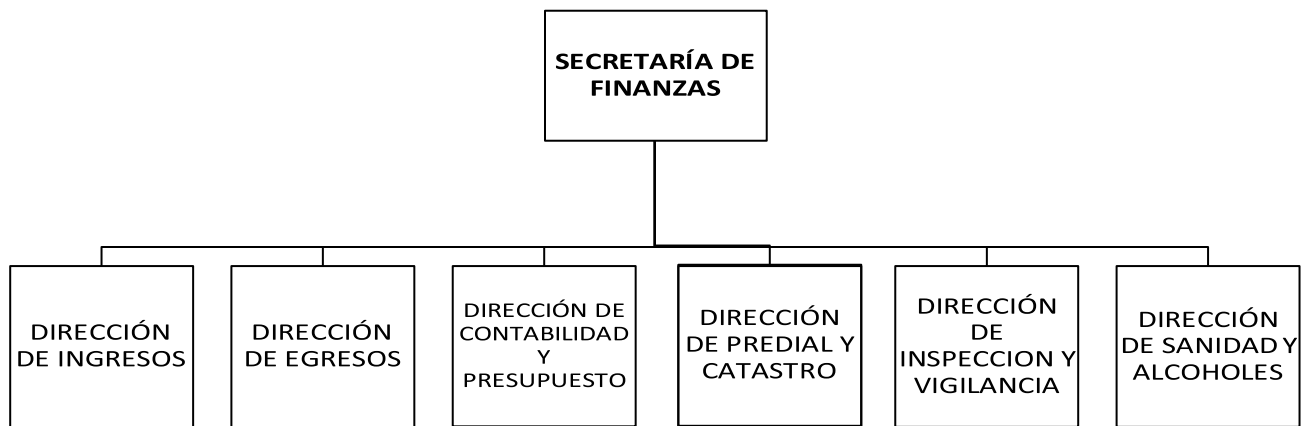 SECRETARÍA DE
FINANZAS
DIRECCIÓN
DE INGRESOS
DIRECCIÓN
DE EGRESOS
DIRECCIÓN DE
CONTABILIDAD
Y
PRESUPUESTO
DIRECCIÓN
DE PREDIAL Y
CATASTRO
DIRECCIÓN
DE
INSPECCION Y
VIGILANCIA
DIRECCIÓN
DE SANIDAD Y
ALCOHOLES